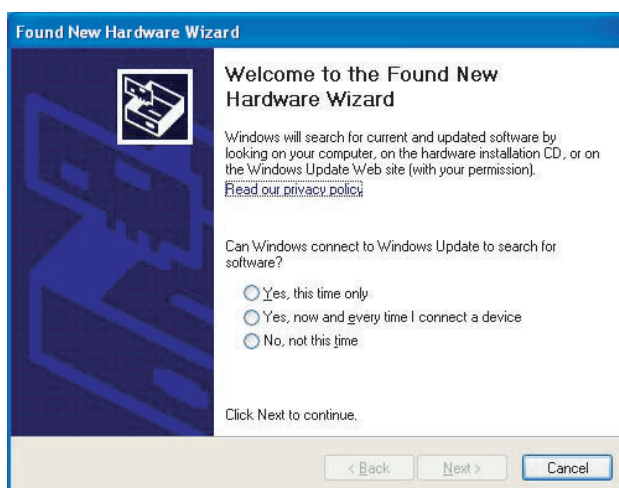 Found New Hardware Wizard
Welcome to the Found New
Hardware Wizard
Windows will search for current and updated software by
looking on your computer, on the hardware installation CD, or on
the Windows Update Web site (with your permission).
Read our privacy policy
Can Windows connect to Windows Update to search for
software?
Yes, this time only
Yes, now and every time I connect a device
No, not this time
Click Next to continue.
< Back
Next >
Cancel